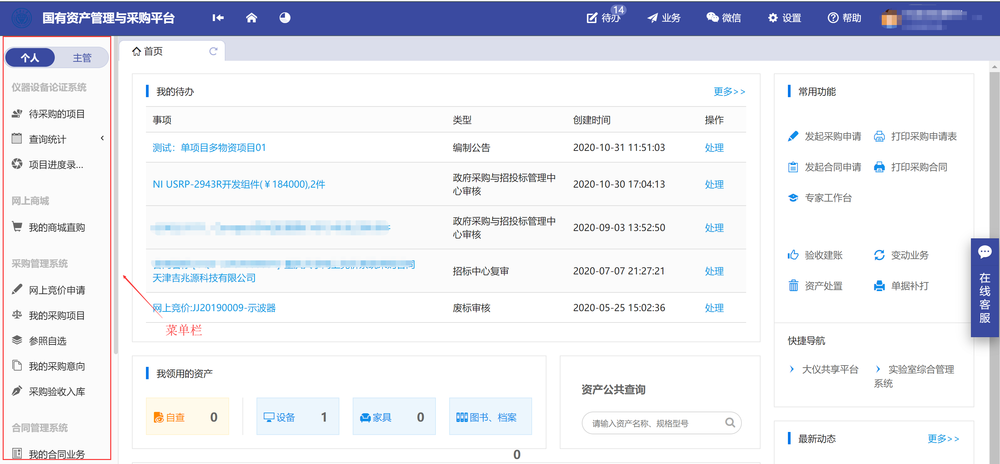 国有资产管理与采购平台
待办
14
业务
微信
设置
帮助
个人
主管
仪器设备论证系统
待采购的项目
查询统计
项目进度录...
网上商城
我的商城直购
采购管理系统
网上竞价申请
我的采购项目
参照自选
我的采购意向
采购验收入库
合同管理系统
我的合同业务
首页
我的待办
更多>>
事项
类型
创建时间
操作
测试：单项目多物资项目01
编制公告
2020-10-31 11:51:03
处理
NI USRP-2943R开发组件(￥184000),2件
政府采购与招投标管理中
心审核
2020-10-30 17:04:13
处理
政府采购与招投标管理中
心审核
2020-09-03 13:52:50
处理
天津吉兆源科技有限公司
招标中心复审
2020-07-07 21:27:21
处理
网上竞价:JJ20190009-示波器
废标审核
2020-05-25 15:02:36
处理
菜单栏
我领用的资产
自查
0
设备
1
家具
0
图书、档案
0
资产公共查询
请输入资产名称、规格型号
常用功能
发起采购申请
打印采购申请表
发起合同申请
打印采购合同
专家工作台
验收建账
变动业务
资产处置
单据补打
快捷导航
大仪共享平台
实验室综合管理
系统
最新动态
更多>>
在
线
客
服